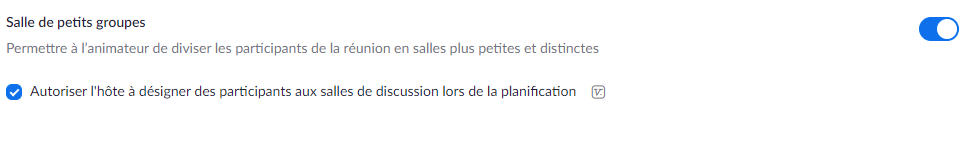 Salle de petits groupes
Permettre à l'animateur de diviser les participants de la réunion en salles plus petites et distinctes
Autoriser l'hôte à désigner des participants aux salles de discussion lors de la planification